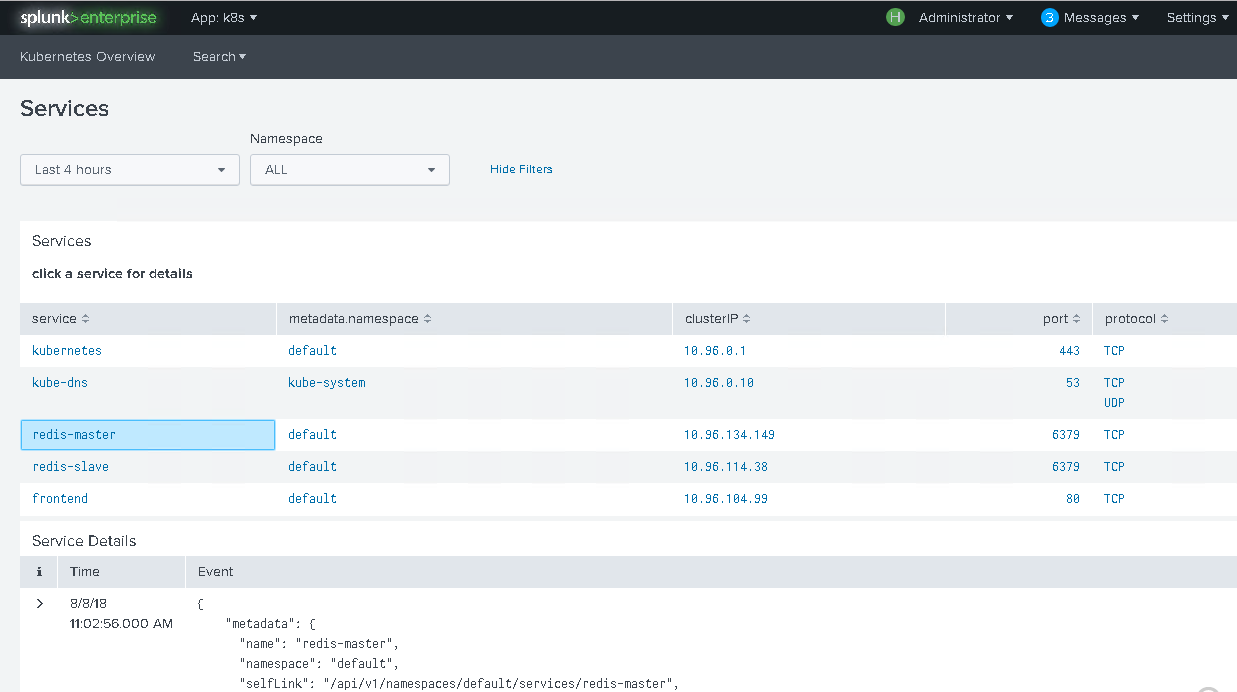 splunk>enterprise App: k8s H Administrator 3 Messages Settings
Kubernetes Overview Search
Services
Namespace
Last 4 hours ALL Hide Filters
Services
click a service for details
service metadata.namespace clusterIP port protocol
kubernetes default 10.96.0.1 443 TCP
kube-dns kube-system 10.96.0.10 53 TCP
UDP
redis-master default 10.96.134.149 6379 TCP
redis-slave default 10.96.114.38 6379 TCP
frontend default 10.96.104.99 80 TCP
Service Details
i Time Event
> 8/8/18 {
11:02:56.000 AM "metadata": {
"name": "redis-master",
"namespace": "default",
"selfLink": "/api/v1/namespaces/default/services/redis-master",